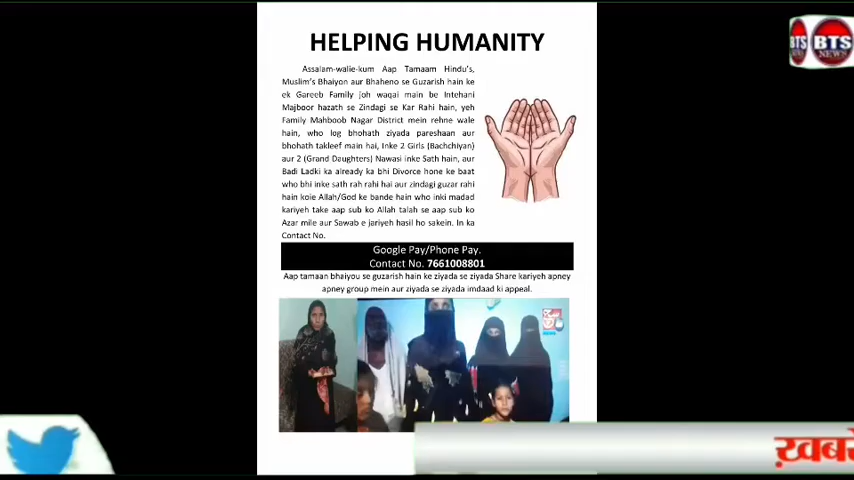 BTS
BTS
NEWS
HELPING HUMANITY
Assalam-walie-kum Aap Tamaam Hindu's,
Muslim's Bhaiyon aur Bhaheno se Guzarish hain ke
ek Gareeb Family joh waqai main be Intehani
Majboor hazath se Zindagi se Kar Rahi hain, yeh
Family Mahboob Nagar District mein rehne wale
hain, who log bhohath ziyada pareshaan aur
bhohath takleef main hai, Inke 2 Girls (Bachchiyan)
aur 2 (Grand Daughters) Nawasi inke Sath hain, aur
Badi Ladki ka already ka bhi Divorce hone ke baat
who bhi inke sath rah rahi hai aur zindagi guzar rahi
hain koie Allah/God ke bande hain who inki madad
kariyeh take aap sub ko Allah talah se aap sub ko
Azar mile aur Sawab e jariyeh hasil ho sakein. In ka
Contact No.
Google Pay/Phone Pay.
Contact No. 7661008801
Aap tamaan bhaiyou se guzarish hain ke ziyada se ziyada Share kariyeh apney
apney group mein aur ziyada se ziyada imdaad ki appeal.
ख़बरें